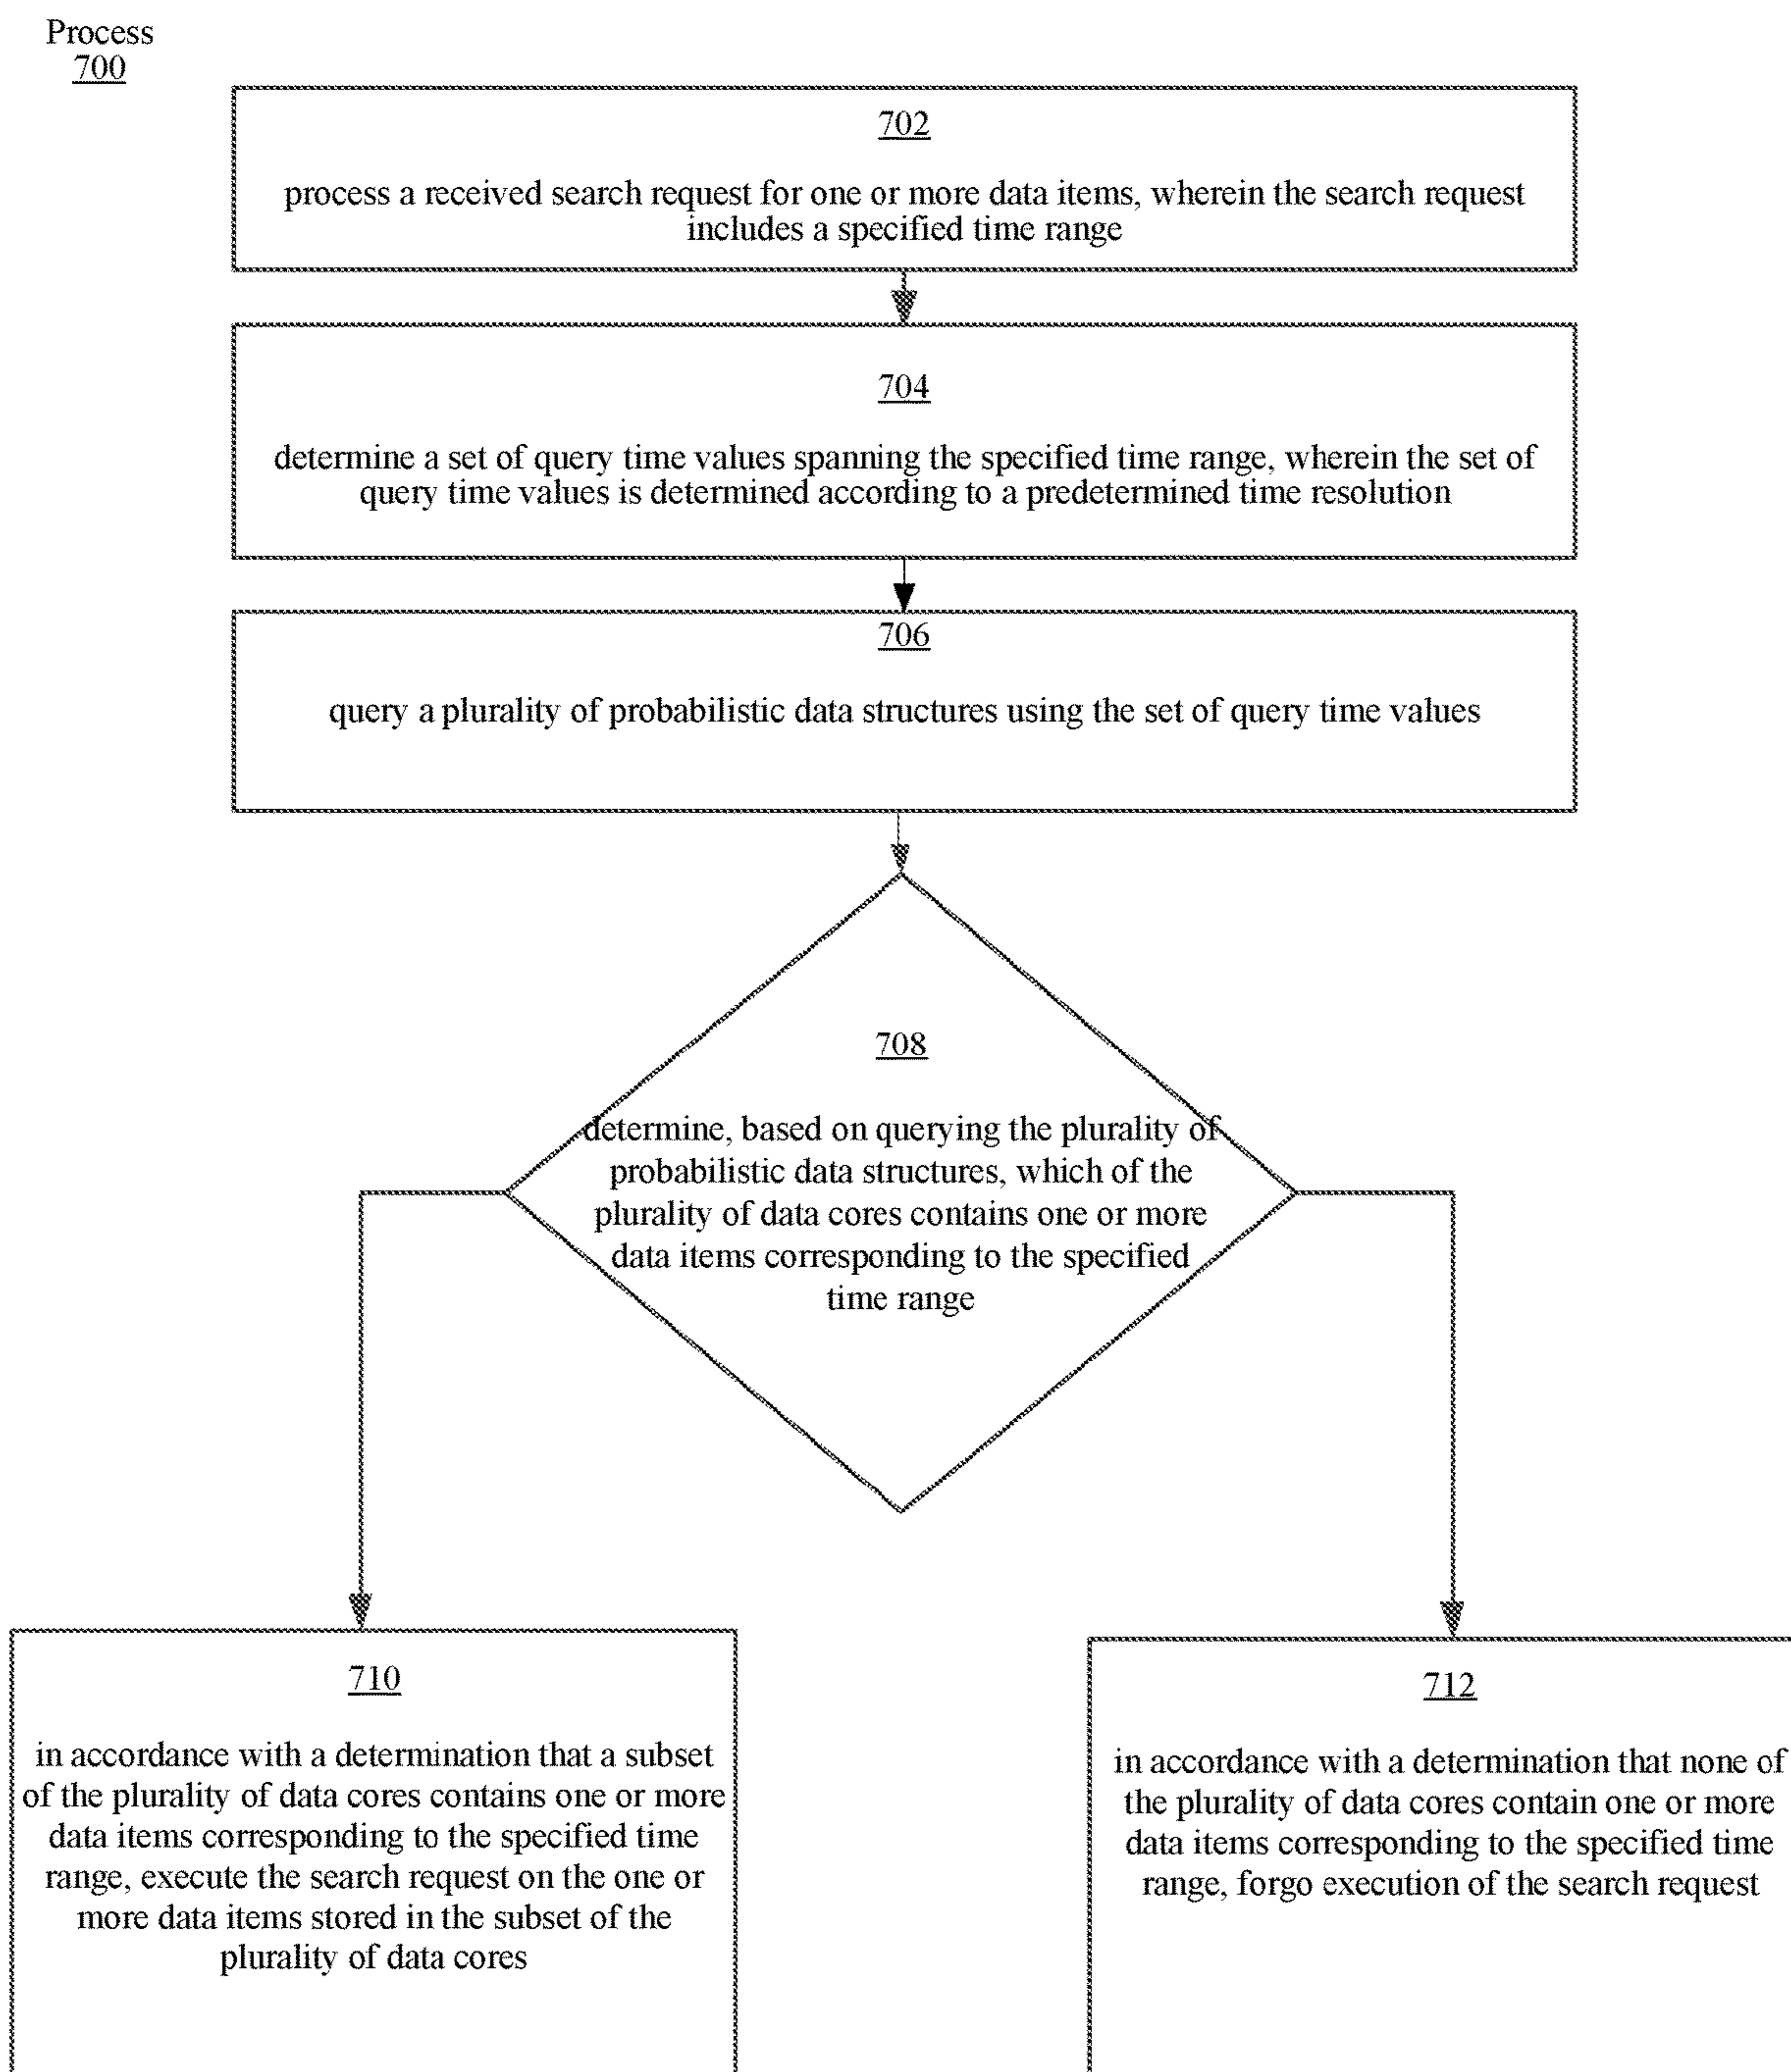 Process
700
702
process a received search request for one or more data items, wherein the search request
includes a specified time range
704
determine a set of query time values spanning the specified time range, wherein the set of
query time values is determined according to a predetermined time resolution
706
query a plurality of probabilistic data structures using the set of query time values
708
determine, based on querying the plurality of
probabilistic data structures, which of the
plurality of data cores contains one or more
data items corresponding to the specified
time range
710
in accordance with a determination that a subset
of the plurality of data cores contains one or more
data items corresponding to the specified time
range, execute the search request on the one or
more data items stored in the subset of the
plurality of data cores
712
in accordance with a determination that none of
the plurality of data cores contain one or more
data items corresponding to the specified time
range, forgo execution of the search request